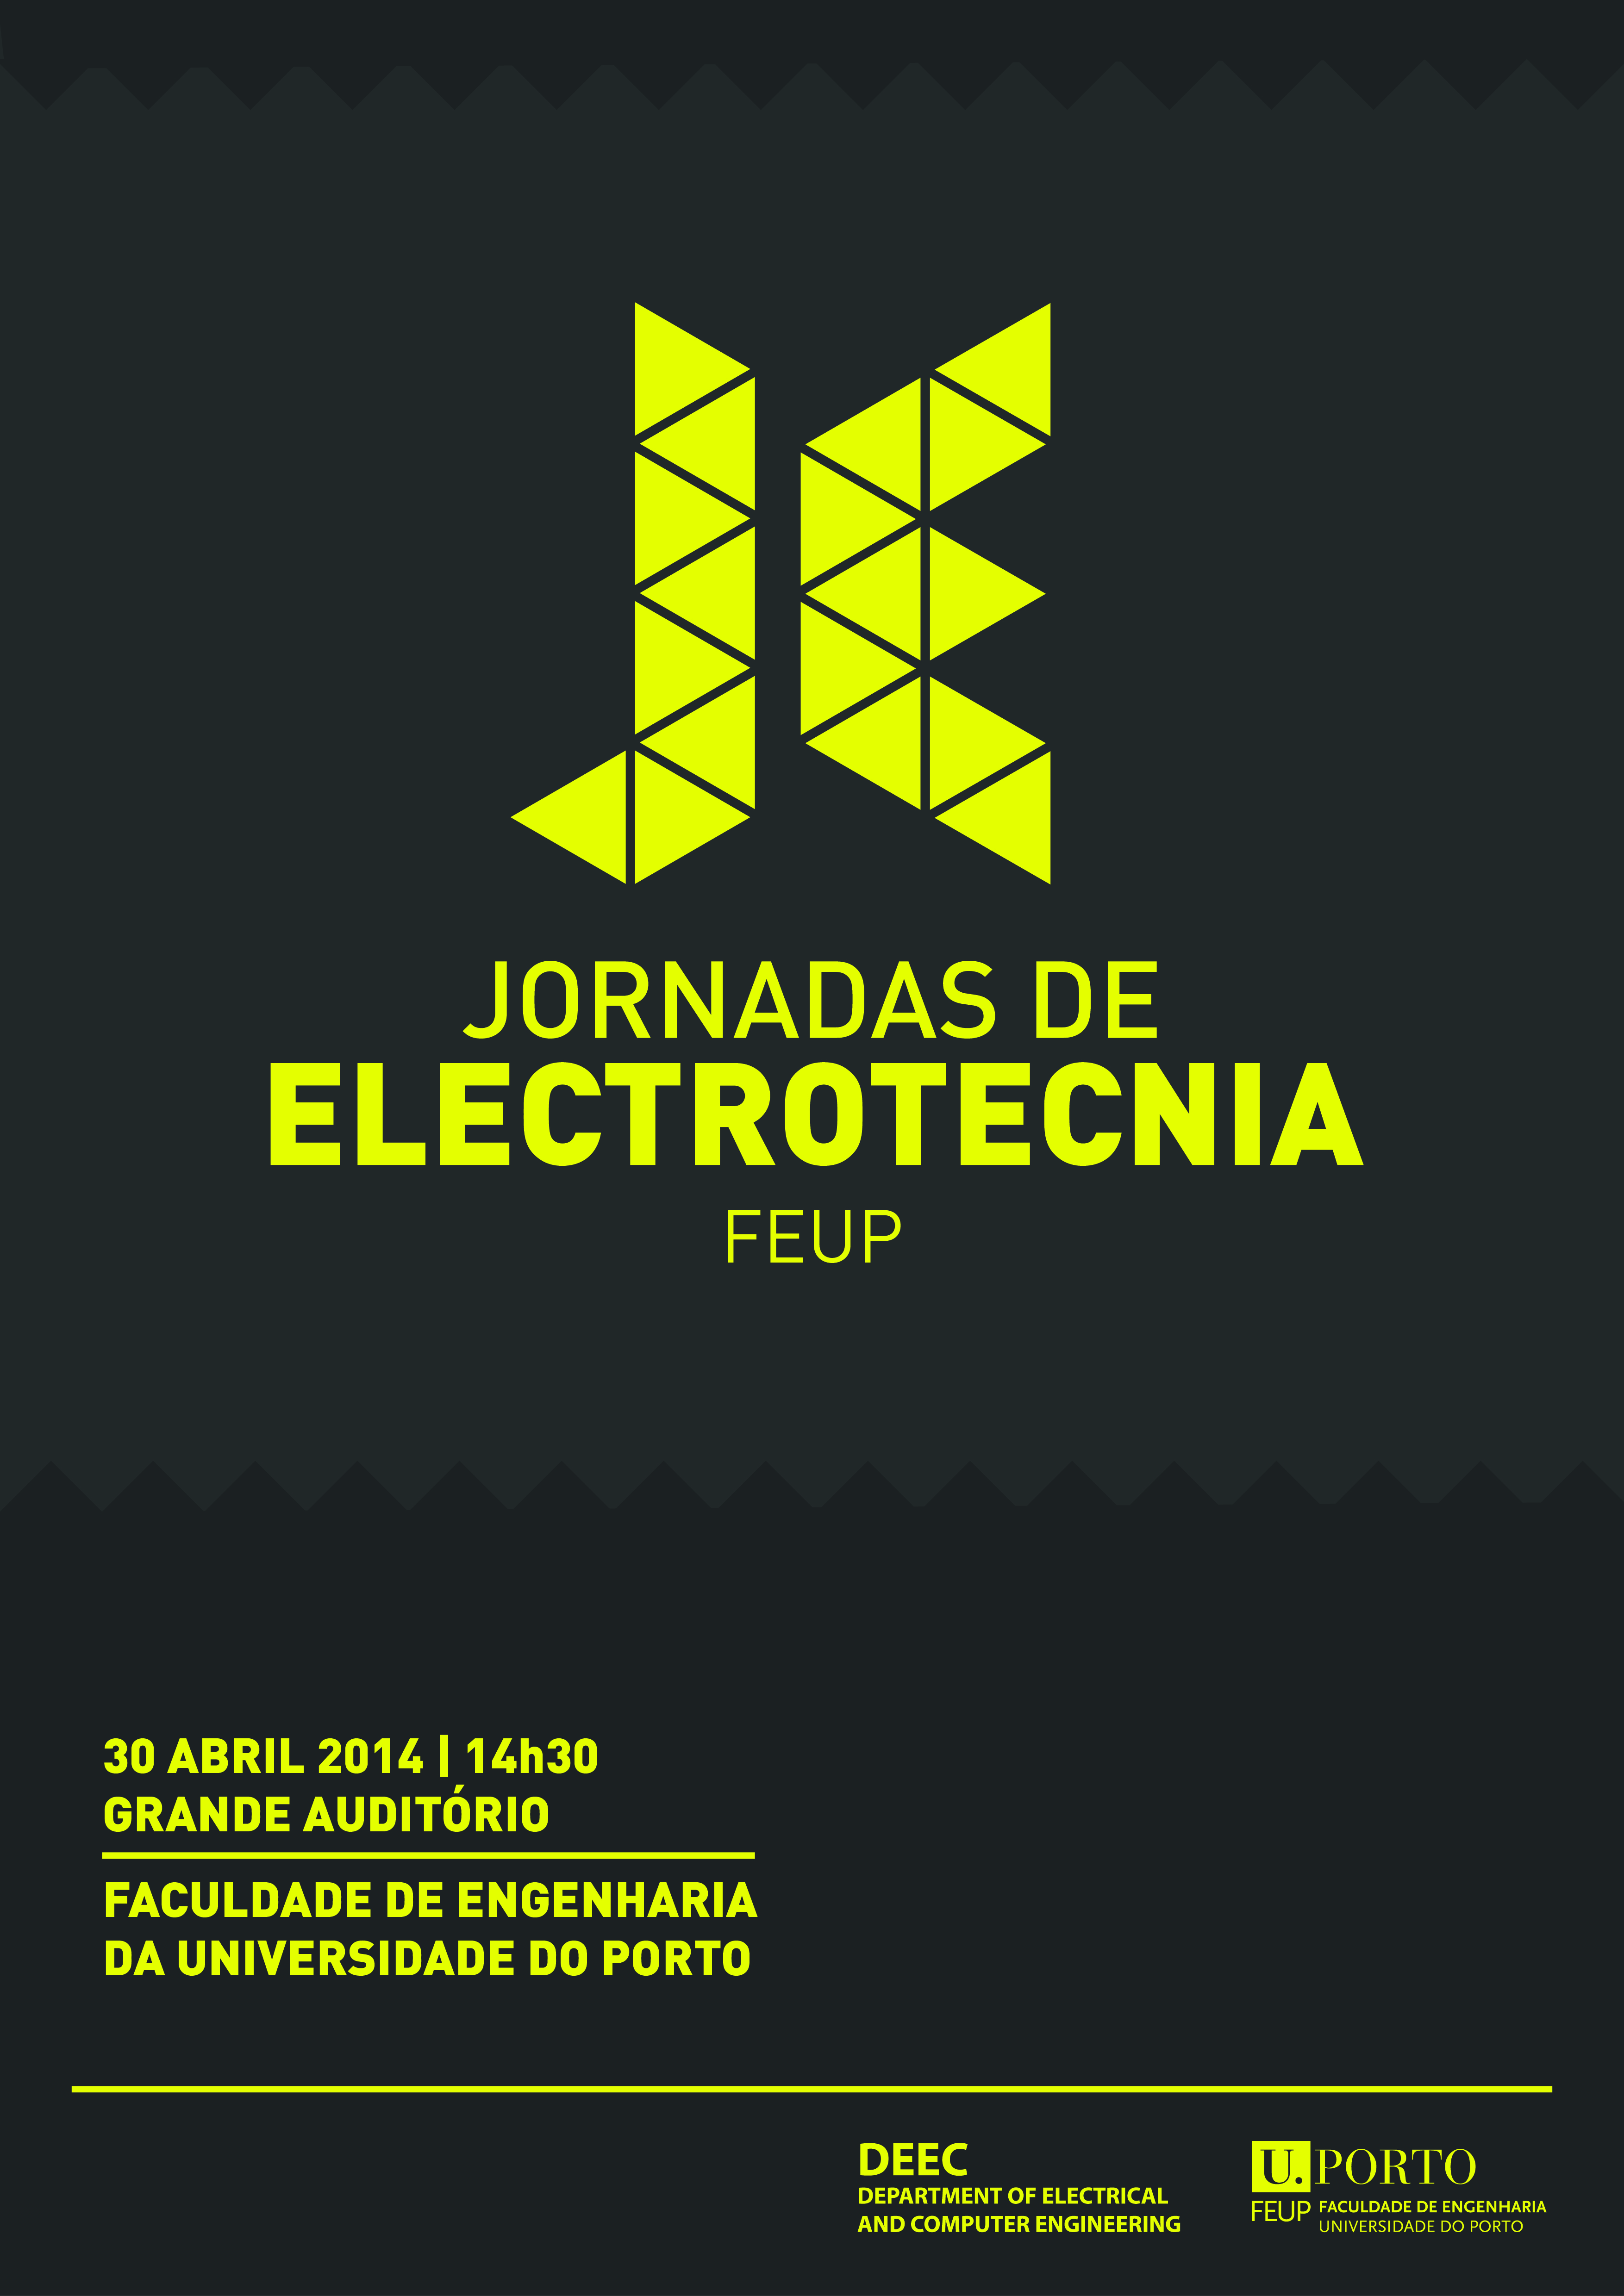 JORNADAS DE
ELECTROTECNIA
FEUP
30 ABRIL 2014 | 14h30
GRANDE AUDITÓRIO
FACULDADE DE ENGENHARIA
DA UNIVERSIDADE DO PORTO
DEEC
DEPARTMENT OF ELECTRICAL
AND COMPUTER ENGINEERING
U. PORTO
FEUP FACULDADE DE ENGENHARIA
UNIVERSIDADE DO PORTO